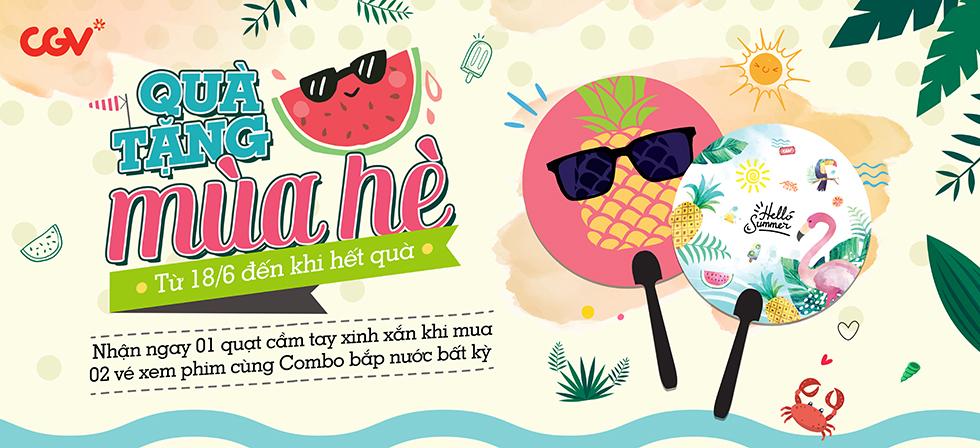 CGV*
QUÀ
TẶNG
mùa hè
Từ 18/6 đến khi hết quà
Nhận ngay 01 quạt cầm tay xinh xắn khi mua
02 vé xem phim cùng Combo bắp nước bất kỳ
Hello
Summer